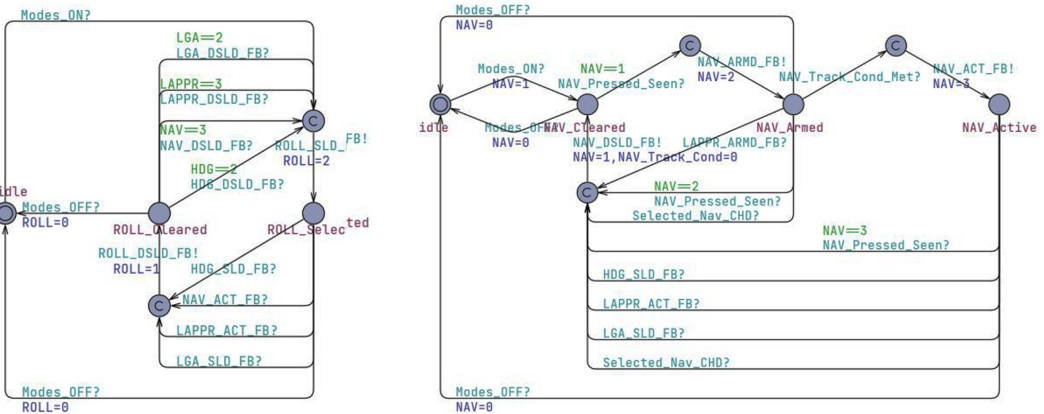 Modes_ON?
LGA==2
LGA_DSLD_FB?
LAPPR==3
LAPPR_DSLD_FB?
NAV==3
NAV_DSLD_FB?
HDG==2
HDG_DSLD_FB?
ROLL_SLD_FB!
ROLL=2
idle
Modes_OFF?
ROLL=0
ROLL_Cleared
ROLL_Selected
ROLL_DSLD_FB!
ROLL=1
HDG_SLD_FB?
NAV_ACT_FB?
LAPPR_ACT_FB?
LGA_SLD_FB?
Modes_OFF?
ROLL=0
Modes_OFF?
NAV=0
Modes_ON?
NAV=1
NAV==1
NAV_Pressed_Seen?
NAV_ARMD_FB!
NAV=2
NAV_Track_Cond_Met?
NAV_ACT_FB!
NAV=3
idle
Modes_OFF?
NAV=0
NAV_Cleared
NAV_Armed
NAV_Active
NAV_DSLD_FB!
NAV=1,NAV_Track_Cond=0
LAPPR_ARMD_FB?
C
NAV==2
NAV_Pressed_Seen?
Selected_Nav_CHD?
NAV==3
NAV_Pressed_Seen?
HDG_SLD_FB?
LAPPR_ACT_FB?
LGA_SLD_FB?
Selected_Nav_CHD?
Modes_OFF?
NAV=0